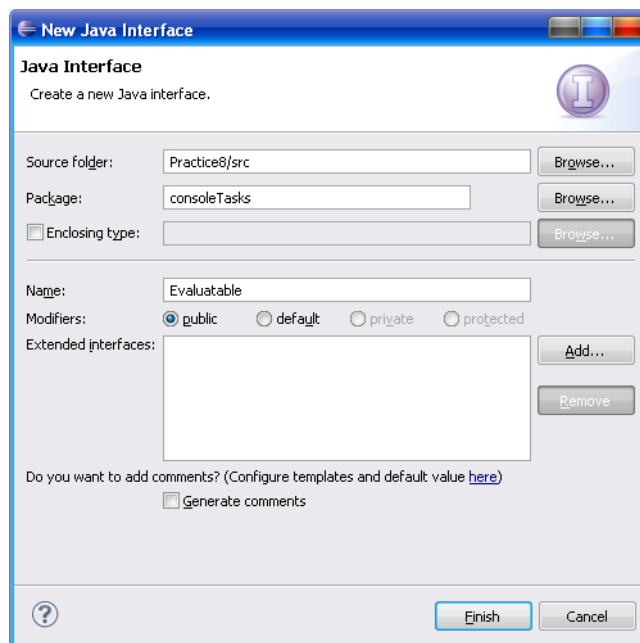 New Java Interface
Java Interface
Create a new Java interface.
Source folder: Practice8/src Browse...
Package: consoleTasks Browse...
Enclosing type: Browse...
Name: Evaluatable
Modifiers: public default private protected
Extended interfaces: Add...
Remove
Do you want to add comments? (Configure templates and default value here)
Generate comments
? Finish Cancel